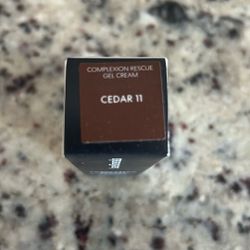 COMPLEXION RESCUE
GEL CREAM
CEDAR 11